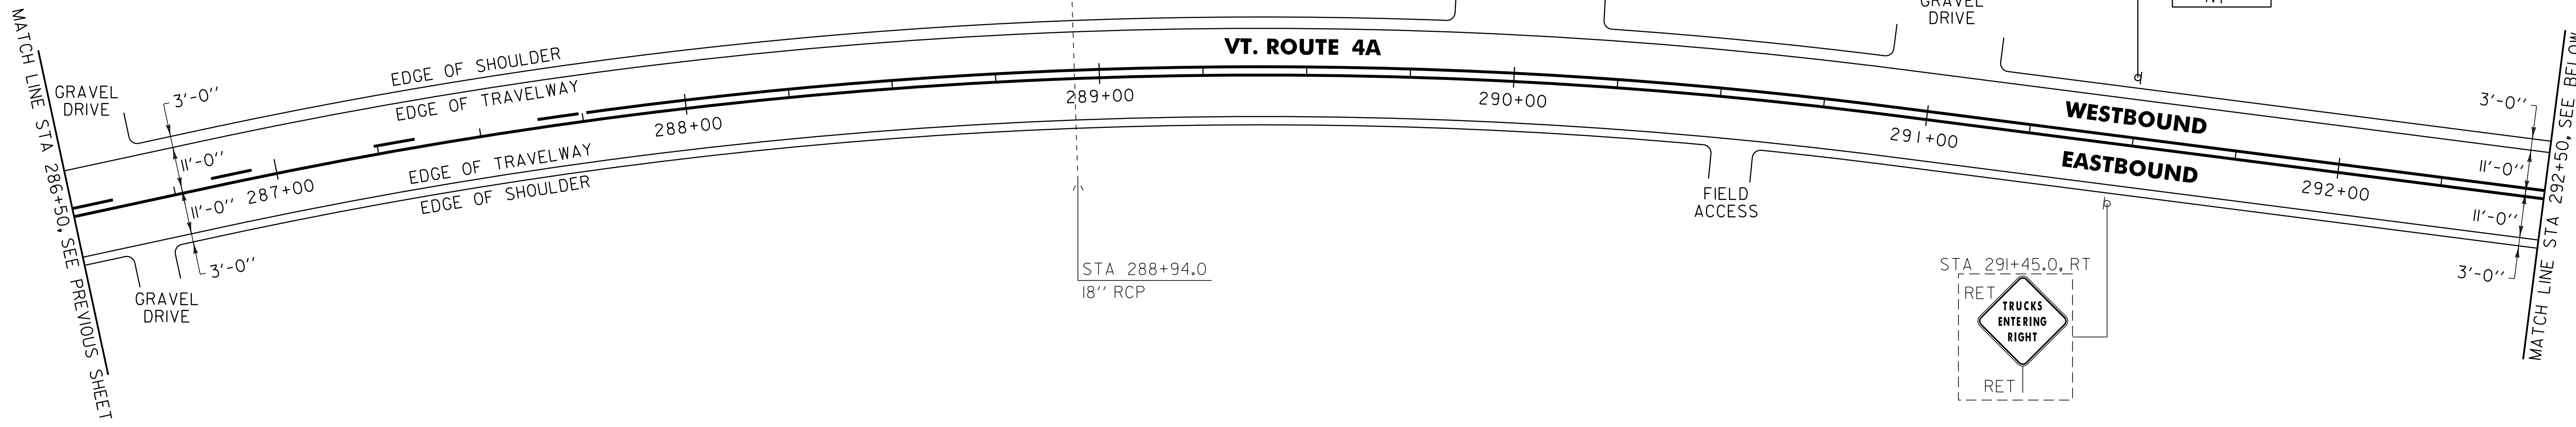 MATCH LINE STA 286+50, SEE PREVIOUS SHEET
GRAVEL
DRIVE
3'-0"
11'-0"
11'-0"
3'-0"
GRAVEL
DRIVE
EDGE OF SHOULDER
EDGE OF TRAVELWAY
EDGE OF TRAVELWAY
EDGE OF SHOULDER
287+00
288+00
289+00
290+00
291+00
292+00
VT. ROUTE 4A
STA 288+94.0
18" RCP
FIELD
ACCESS
GRAVEL
DRIVE
WESTBOUND
EASTBOUND
STA 291+45.0, RT
RET
TRUCKS
ENTERING
RIGHT
RET
3'-0"
11'-0"
11'-0"
3'-0"
MATCH LINE STA 292+50, SEE BELOW